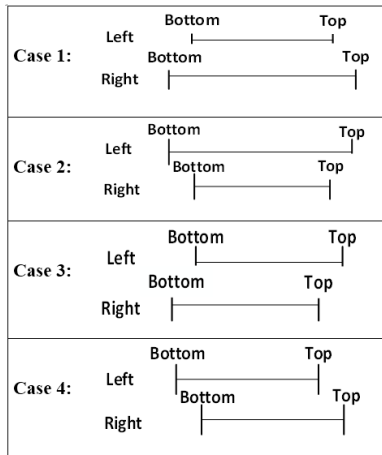 Bottom Top
Left
Case 1:
Bottom Top
Right
Bottom Top
Case 2:
Left
Bottom Top
Right
Bottom Top
Left
Case 3:
Bottom Top
Right
Bottom Top
Left
Case 4:
Bottom Top
Right